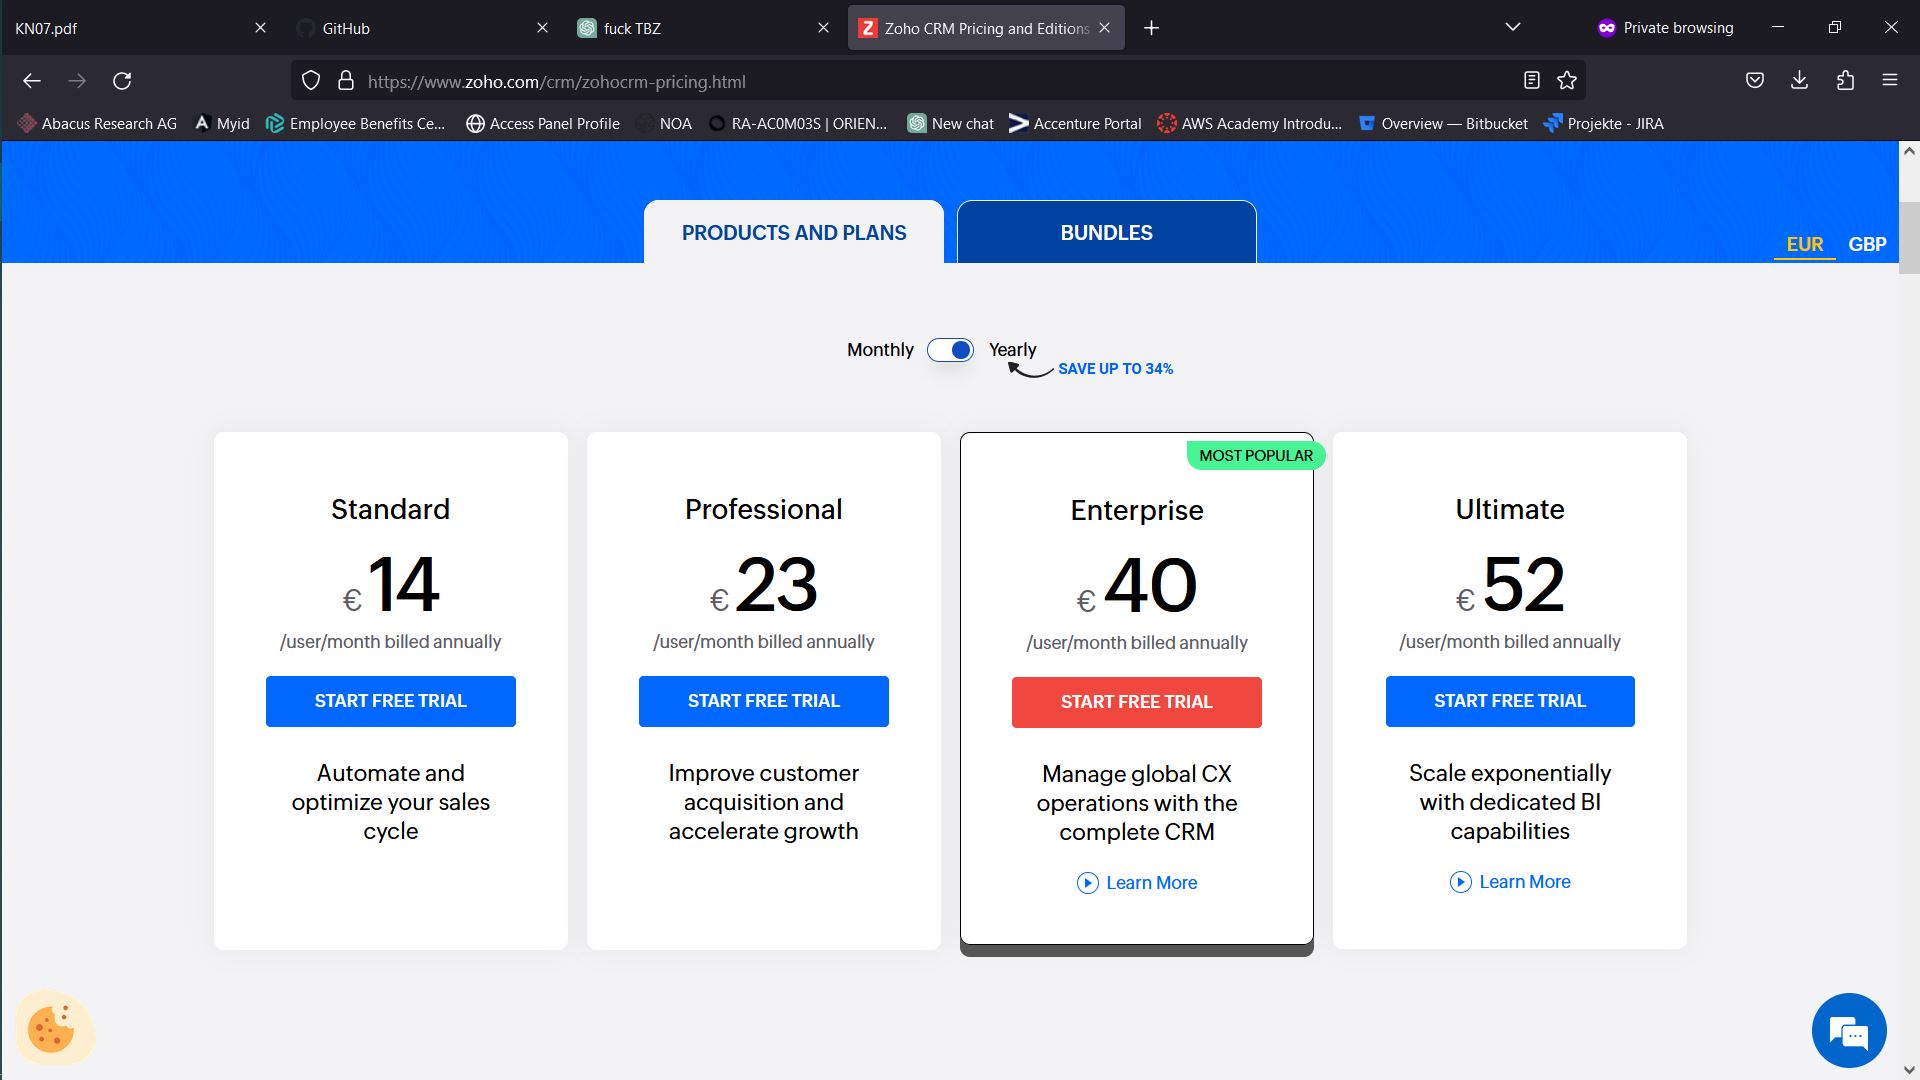 KN07.pdf
GitHub
fuck TBZ
Zoho CRM Pricing and Editions
Private browsing
https://www.zoho.com/crm/zohocrm-pricing.html
Abacus Research AG
Myid
Employee Benefits Ce...
Access Panel Profile
NOA
RA-AC0M03S | ORIEN...
New chat
Accenture Portal
AWS Academy Introdu...
Overview — Bitbucket
Projekte - JIRA
PRODUCTS AND PLANS
BUNDLES
EUR
GBP
Monthly
Yearly
SAVE UP TO 34%
Standard
€14
/user/month billed annually
START FREE TRIAL
Automate and
optimize your sales
cycle
Professional
€23
/user/month billed annually
START FREE TRIAL
Improve customer
acquisition and
accelerate growth
MOST POPULAR
Enterprise
€40
/user/month billed annually
START FREE TRIAL
Manage global CX
operations with the
complete CRM
Learn More
Ultimate
€52
/user/month billed annually
START FREE TRIAL
Scale exponentially
with dedicated BI
capabilities
Learn More